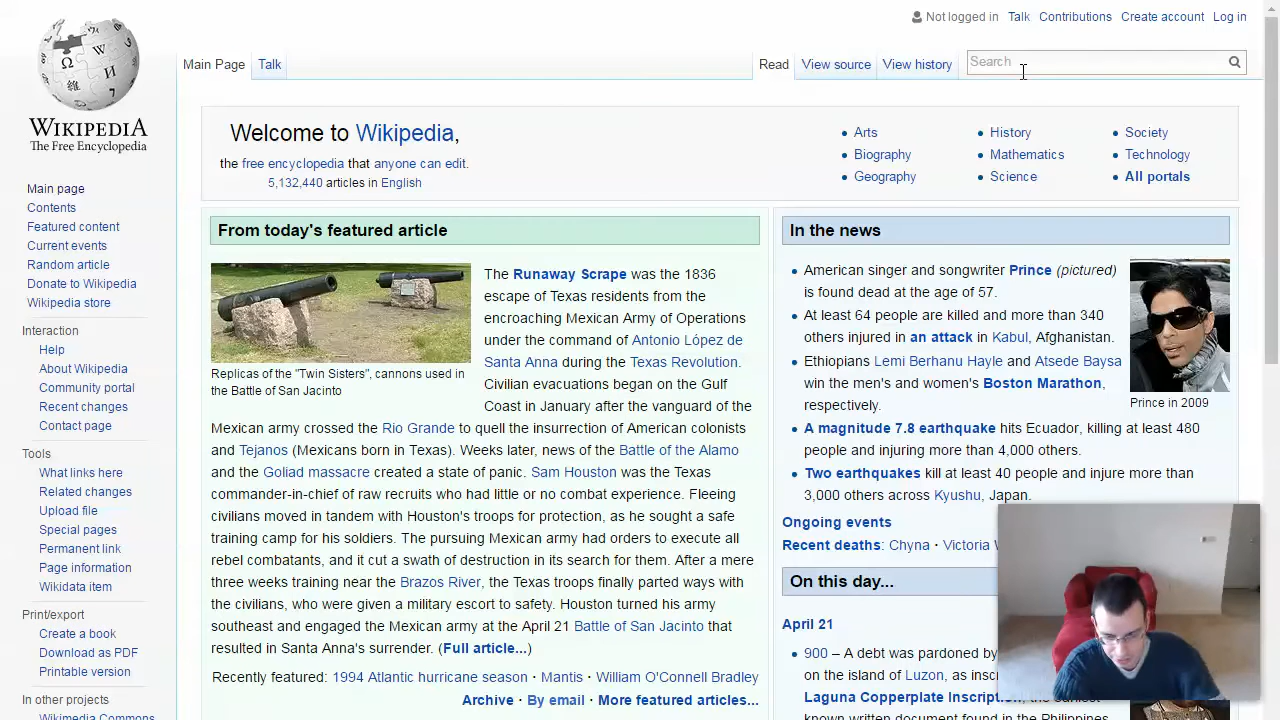 Not logged in Talk Contributions Create account Log in
Main Page Talk Read View source View history Search
WIKIPEDIA
The Free Encyclopedia
Main page
Contents
Featured content
Current events
Random article
Donate to Wikipedia
Wikipedia store
Interaction
Help
About Wikipedia
Community portal
Recent changes
Contact page
Tools
What links here
Related changes
Upload file
Special pages
Permanent link
Page information
Wikidata item
Print/export
Create a book
Download as PDF
Printable version
In other projects
Wikimedia Commons
Welcome to Wikipedia,
the free encyclopedia that anyone can edit.
5,132,440 articles in English
• Arts
• Biography
• Geography
• History
• Mathematics
• Science
• Society
• Technology
• All portals
From today's featured article
Replicas of the "Twin Sisters", cannons used in
the Battle of San Jacinto
The Runaway Scrape was the 1836
escape of Texas residents from the
encroaching Mexican Army of Operations
under the command of Antonio López de
Santa Anna during the Texas Revolution.
Civilian evacuations began on the Gulf
Coast in January after the vanguard of the
Mexican army crossed the Rio Grande to quell the insurrection of American colonists
and Tejanos (Mexicans born in Texas). Weeks later, news of the Battle of the Alamo
and the Goliad massacre created a state of panic. Sam Houston was the Texas
commander-in-chief of raw recruits who had little or no combat experience. Fleeing
civilians moved in tandem with Houston's troops for protection, as he sought a safe
training camp for his soldiers. The pursuing Mexican army had orders to execute all
rebel combatants, and it cut a swath of destruction in its search for them. After a mere
three weeks training near the Brazos River, the Texas troops finally parted ways with
the civilians, who were given a military escort to safety. Houston turned his army
southeast and engaged the Mexican army at the April 21 Battle of San Jacinto that
resulted in Santa Anna's surrender. (Full article...)
Recently featured: 1994 Atlantic hurricane season · Mantis · William O'Connell Bradley
Archive · By email · More featured articles...
In the news
• American singer and songwriter Prince (pictured)
is found dead at the age of 57.
• At least 64 people are killed and more than 340
others injured in an attack in Kabul, Afghanistan.
• Ethiopians Lemi Berhanu Hayle and Atsede Baysa
win the men's and women's Boston Marathon,
respectively.
• A magnitude 7.8 earthquake hits Ecuador, killing at least 480
people and injuring more than 4,000 others.
• Two earthquakes kill at least 40 people and injure more than
3,000 others across Kyushu, Japan.
Prince in 2009
Ongoing events
Recent deaths: Chyna · Victoria
On this day...
April 21
• 900 – A debt was pardoned by
on the island of Luzon, as
Laguna Copperplate
known written document found in the Philippines